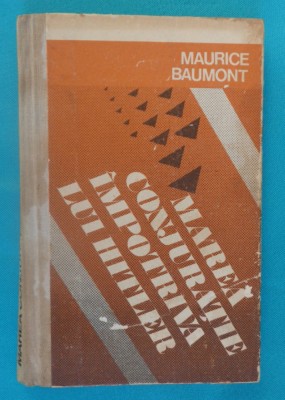 MAURICE
BAUMONT
MAREA
CONJURAȚIE
ÎMPOTRIVA
LUI HITLER